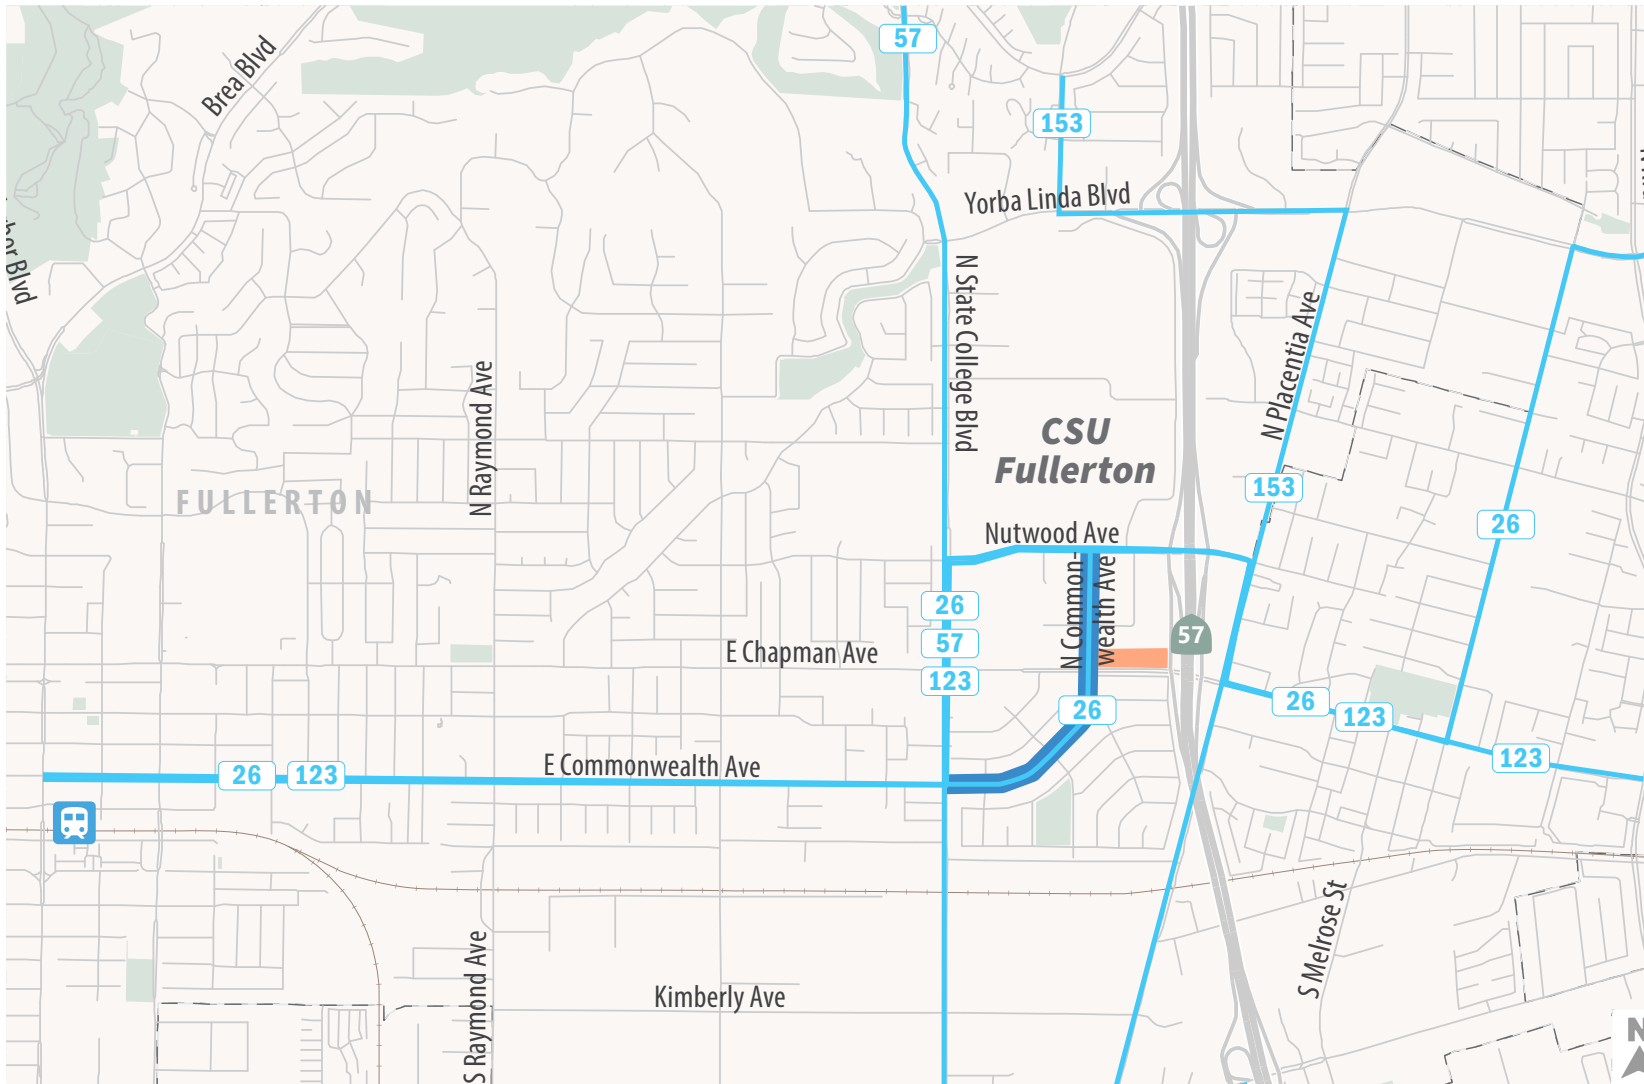 57
Brea Blvd
153
Yorba Linda Blvd
N State College Blvd
N Placentia Ave
N Raymond Ave
CSU
Fullerton
FULLERTON
153
26
Nutwood Ave
N Common-
wealth Ave
26
57
123
57
E Chapman Ave
26
26
123
123
E Commonwealth Ave
26
123
S Melrose St
S Raymond Ave
Kimberly Ave
N